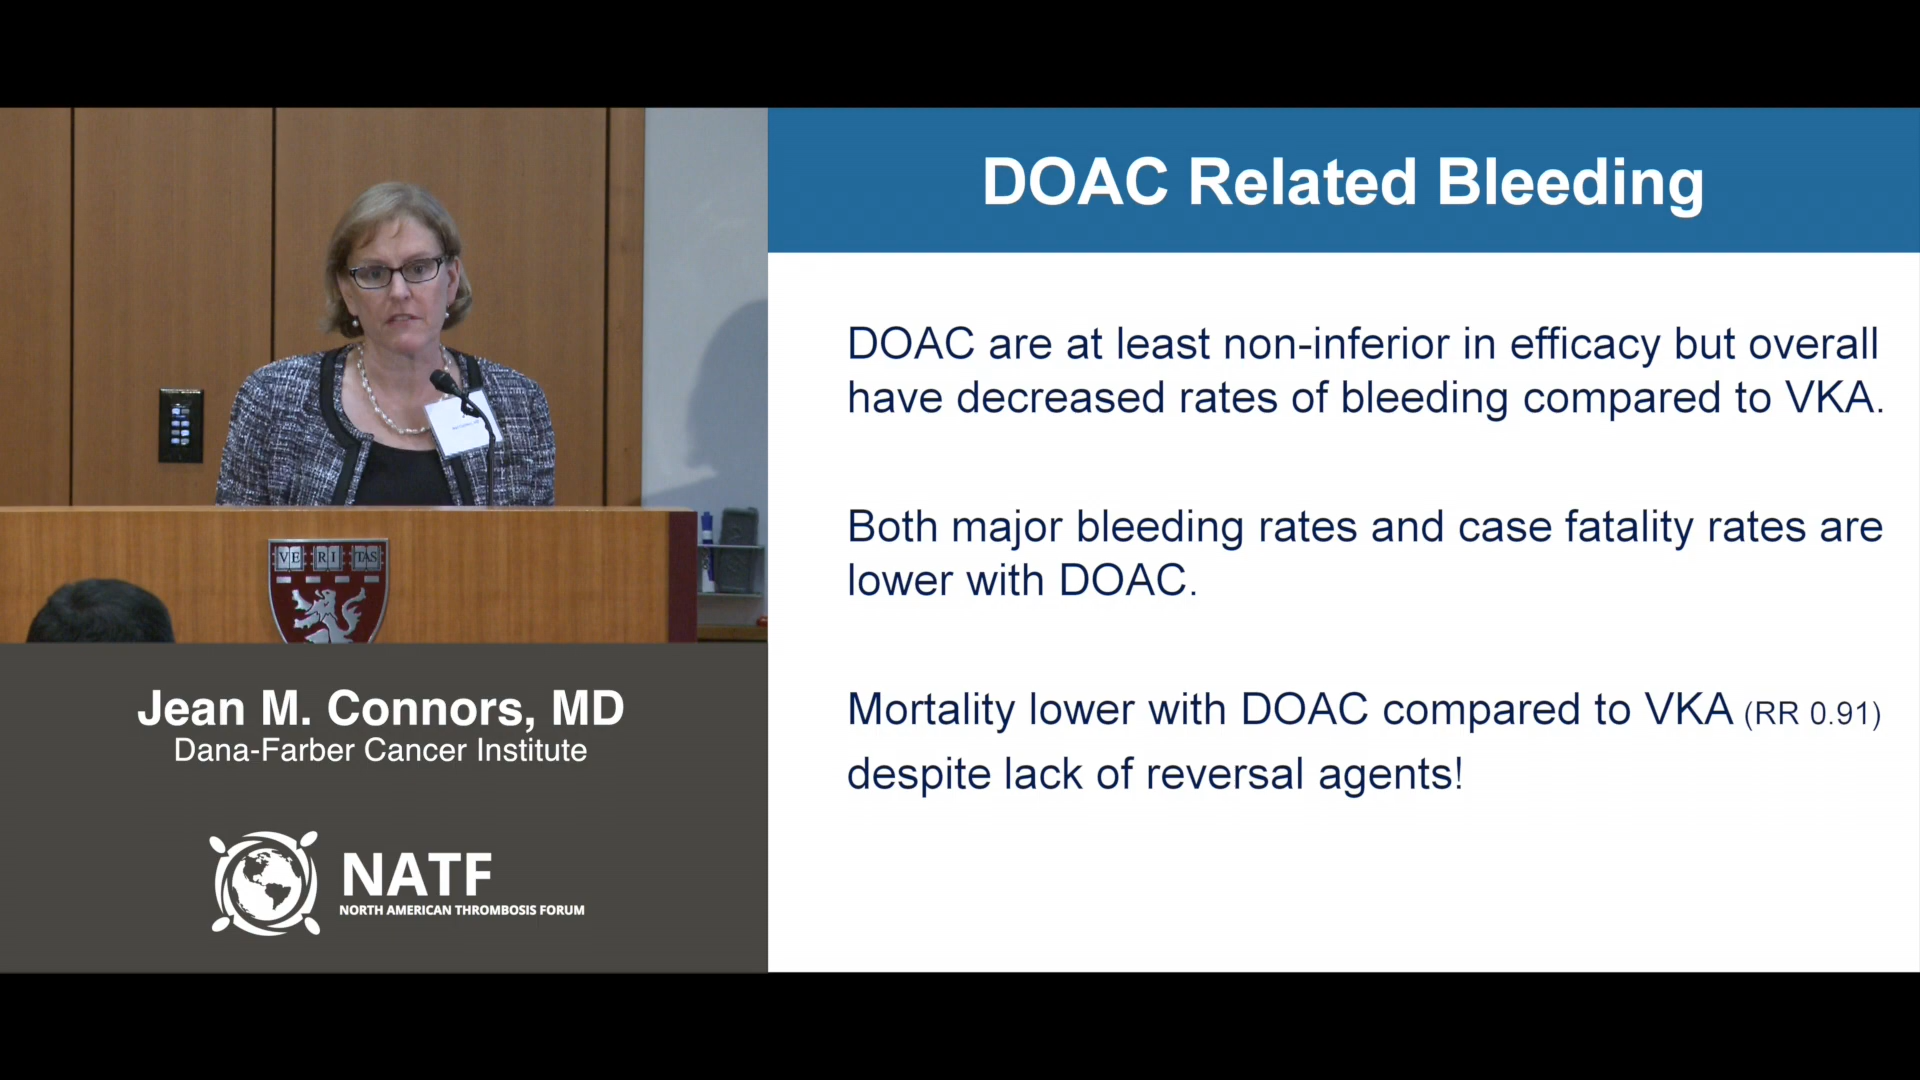 DOAC Related Bleeding
DOAC are at least non-inferior in efficacy but overall
have decreased rates of bleeding compared to VKA.
Both major bleeding rates and case fatality rates are
lower with DOAC.
Mortality lower with DOAC compared to VKA (RR 0.91)
despite lack of reversal agents!
VE RI TAS
Jean M. Connors, MD
Dana-Farber Cancer Institute
NATF
NORTH AMERICAN THROMBOSIS FORUM